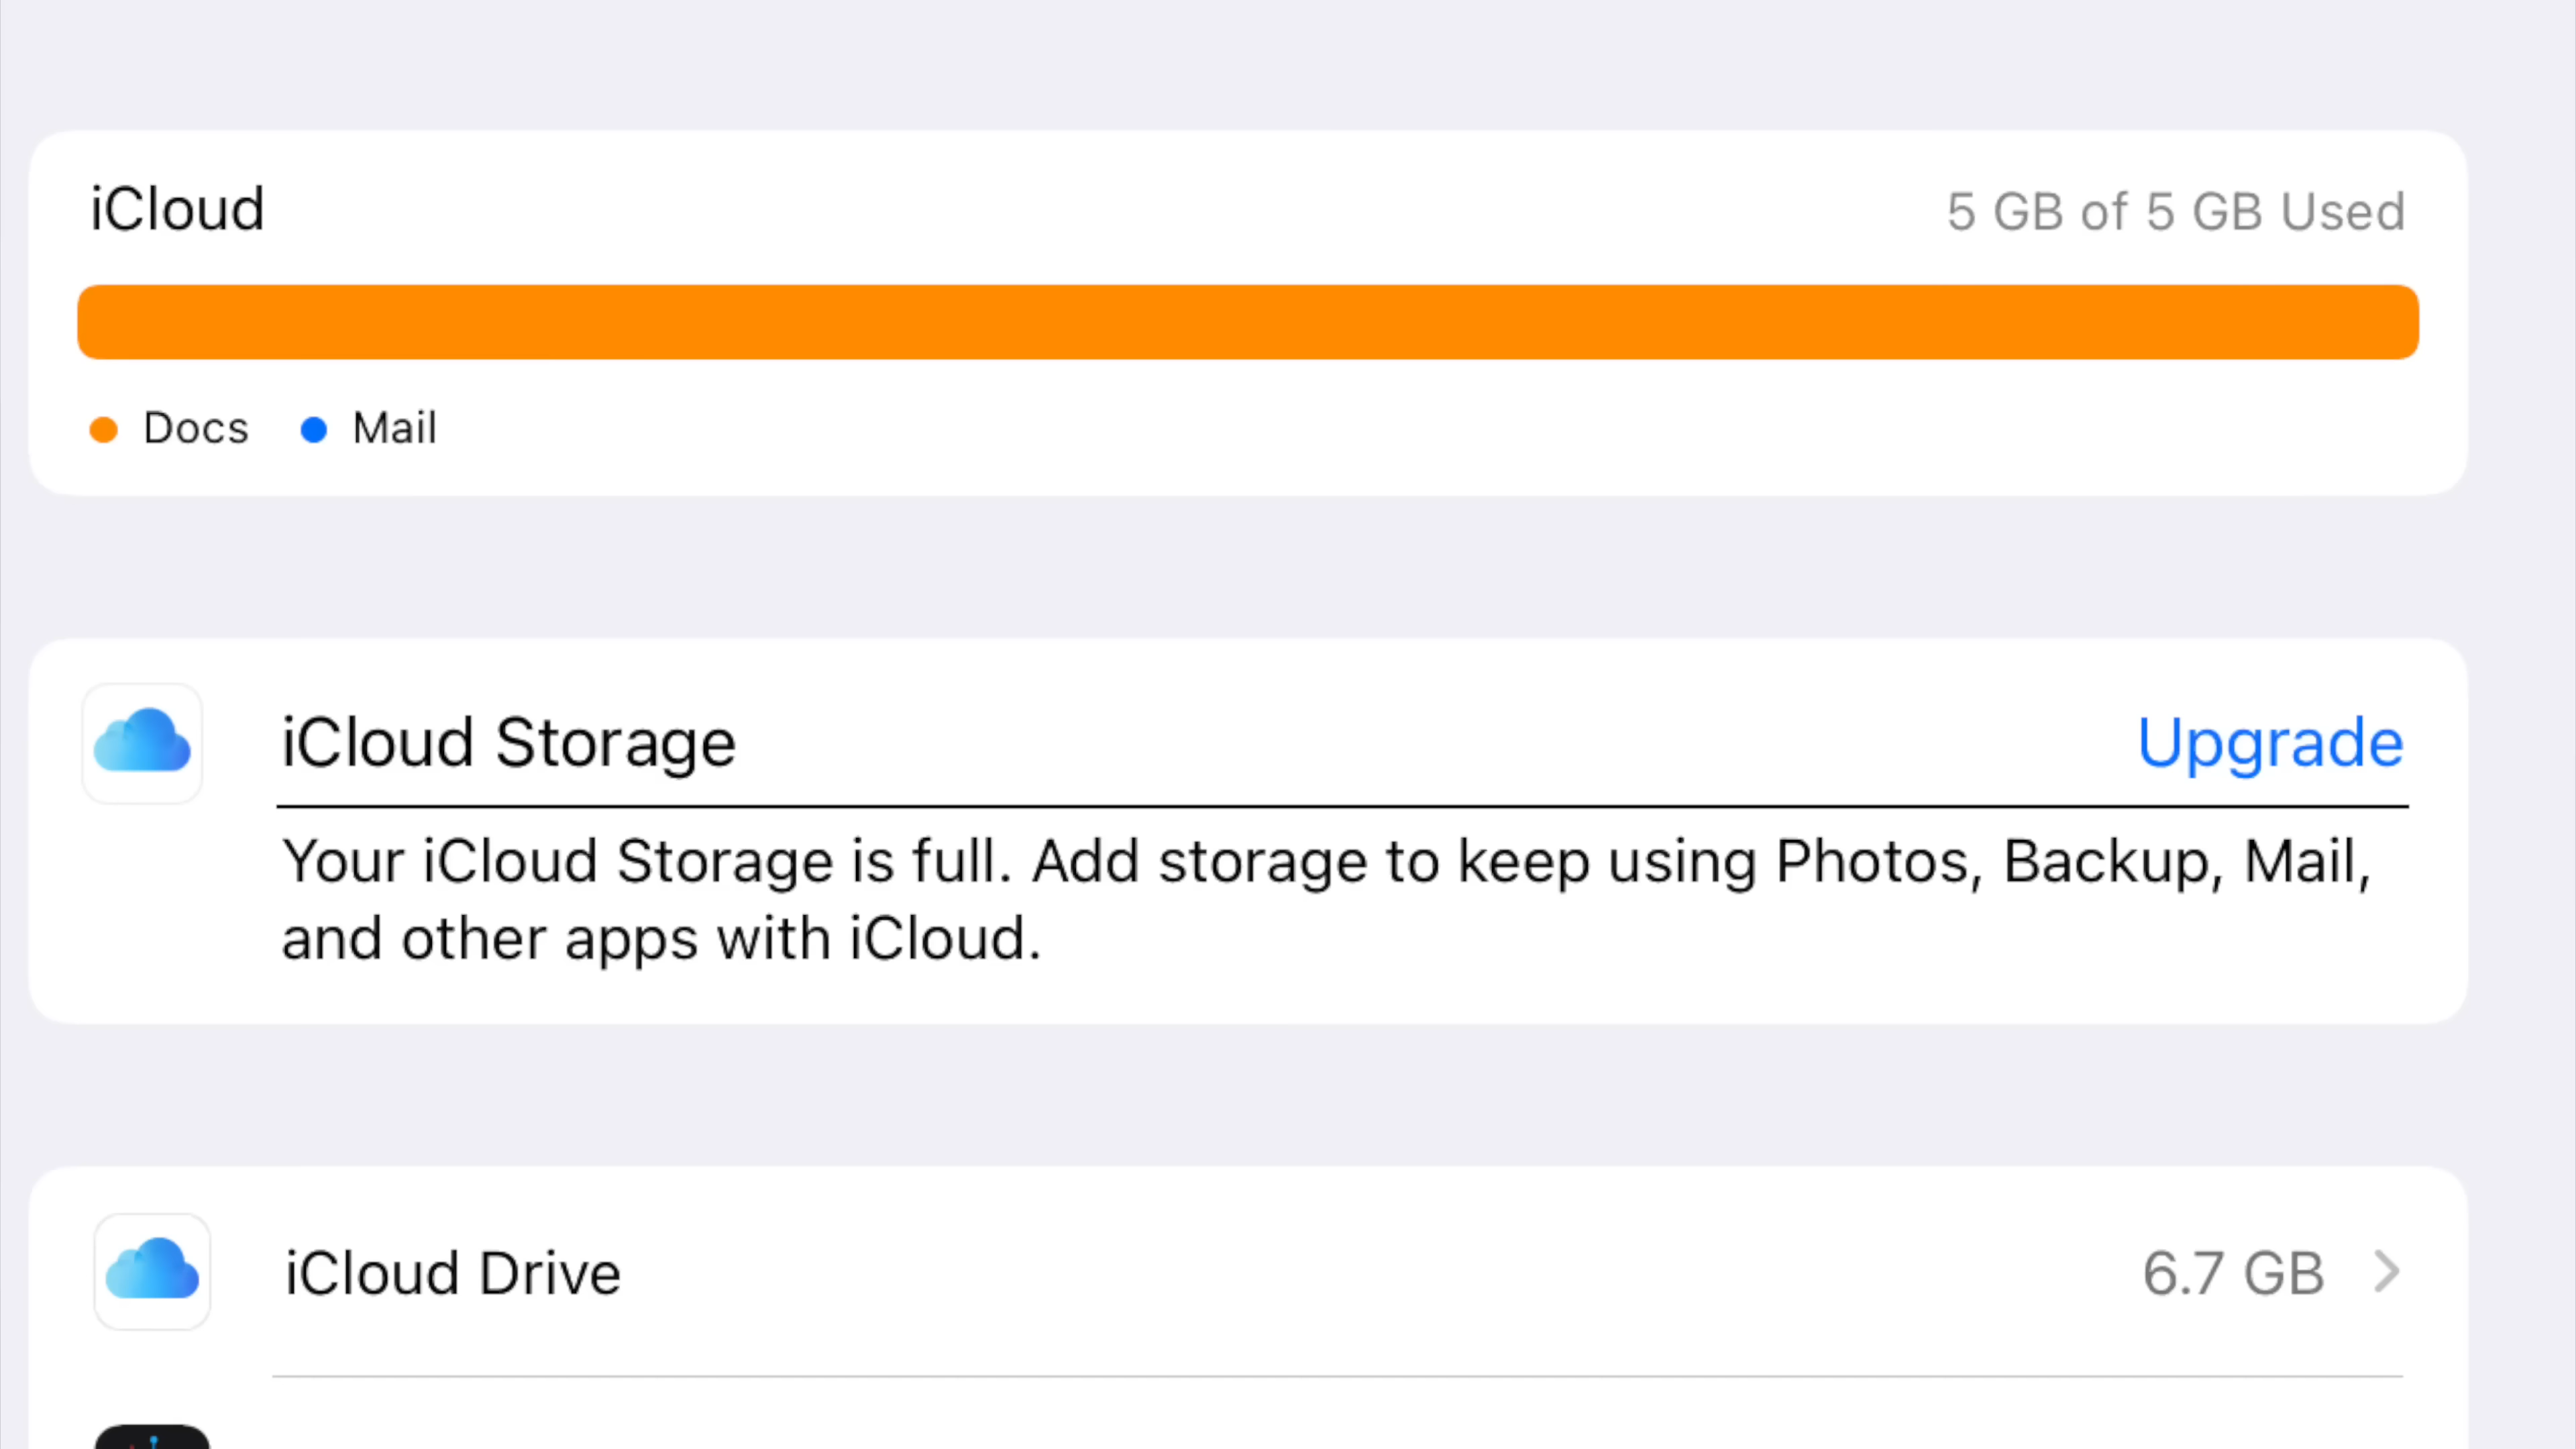 iCloud
5 GB of 5 GB Used
Docs
Mail
iCloud Storage
Upgrade
Your iCloud Storage is full. Add storage to keep using Photos, Backup, Mail,
and other apps with iCloud.
iCloud Drive
6.7 GB